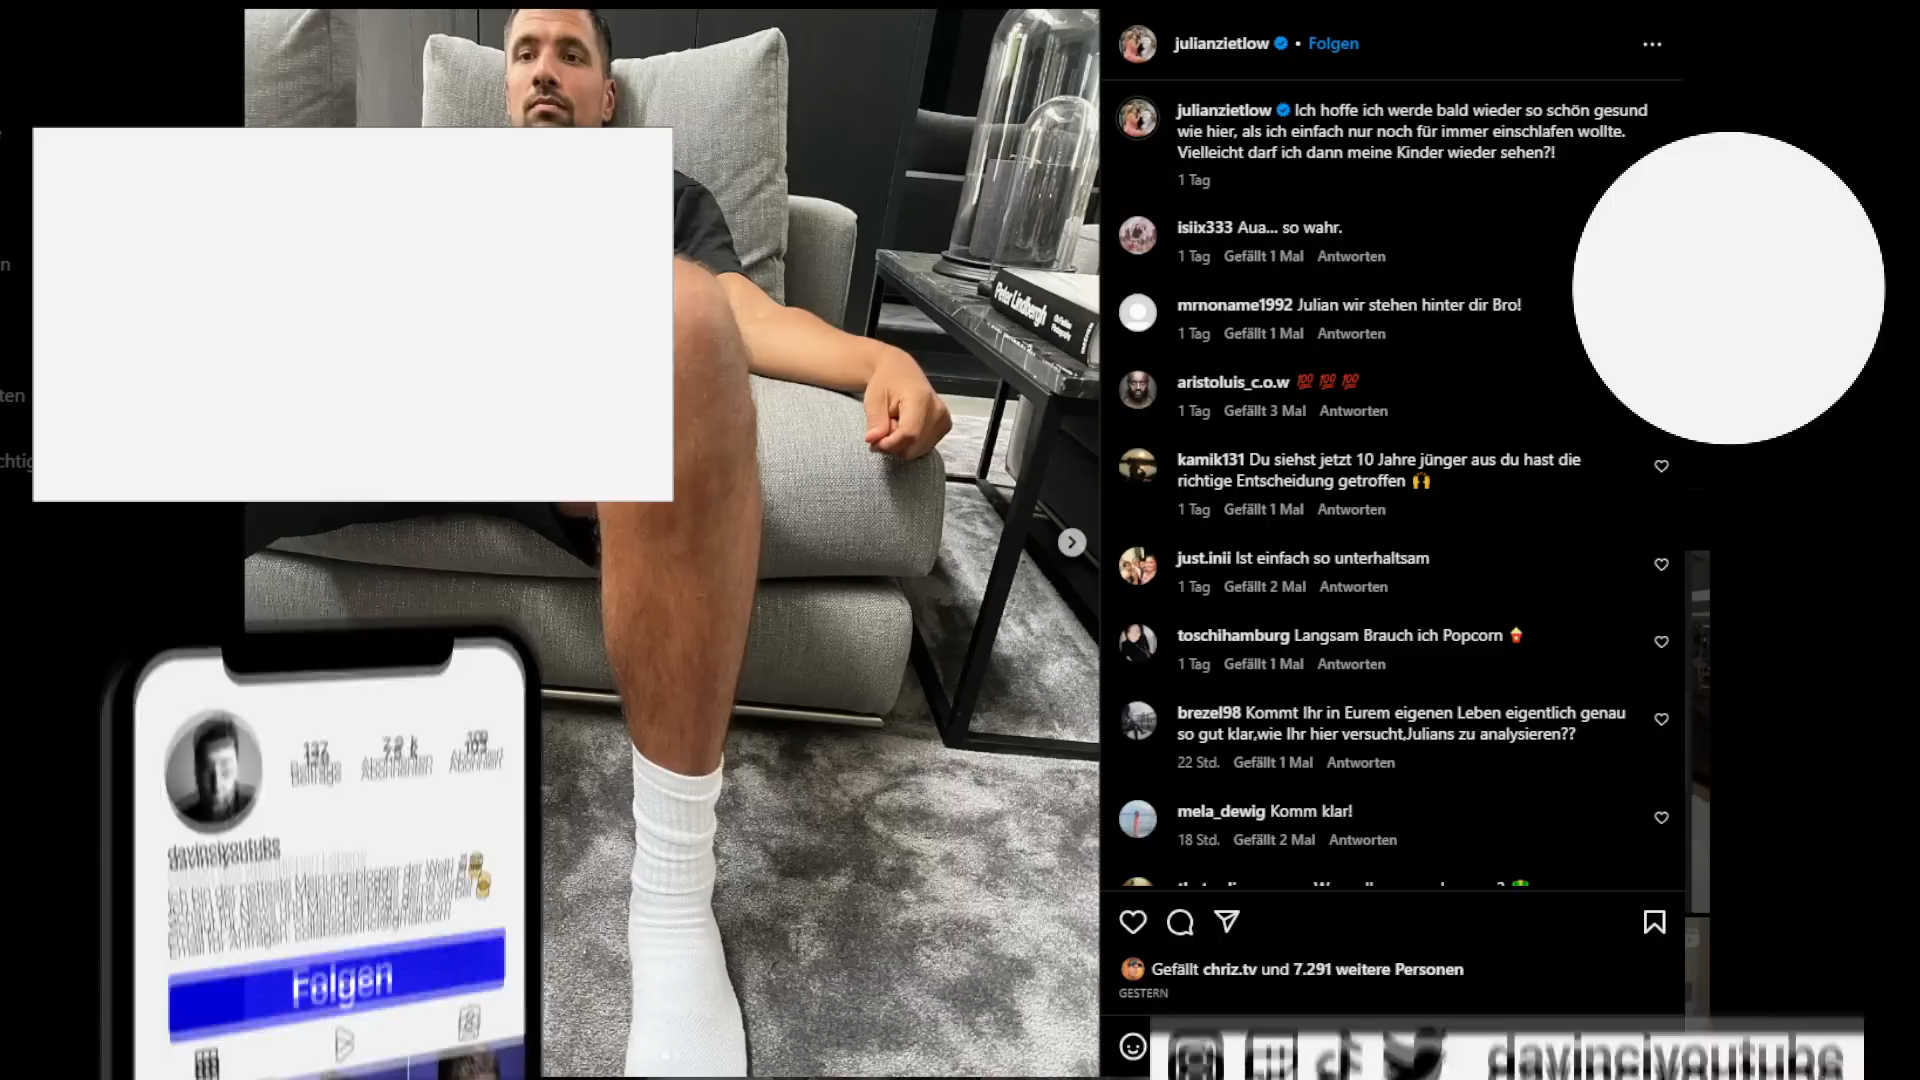 julianzietlow • Folgen
julianzietlow Ich hoffe ich werde bald wieder so schön gesund
wie hier, als ich einfach nur noch für immer einschlafen wollte.
Vielleicht darf ich dann meine Kinder wieder sehen?!
1 Tag
isiix333 Aua... so wahr.
1 Tag Gefällt 1 Mal Antworten
mrnoname1992 Julian wir stehen hinter dir Bro!
1 Tag Gefällt 1 Mal Antworten
aristoluis_c.o.w 💯 💯 💯
1 Tag Gefällt 3 Mal Antworten
kamik131 Du siehst jetzt 10 Jahre jünger aus du hast die
richtige Entscheidung getroffen 🙌
1 Tag Gefällt 1 Mal Antworten
just.inii Ist einfach so unterhaltsam
1 Tag Gefällt 2 Mal Antworten
toschihamburg Langsam Brauch ich Popcorn 🍿
1 Tag Gefällt 1 Mal Antworten
brezel98 Kommt Ihr in Eurem eigenen Leben eigentlich genau
so gut klar,wie Ihr hier versucht,Julians zu analysieren??
22 Std. Gefällt 1 Mal Antworten
mela_dewig Komm klar!
18 Std. Gefällt 2 Mal Antworten
Gefällt chriz.tv und 7.291 weitere Personen
GESTERN
Peter Lindbergh
Beiträge Abonnenten Abonniert
davinciyoutube
Folgen
davinciyoutube